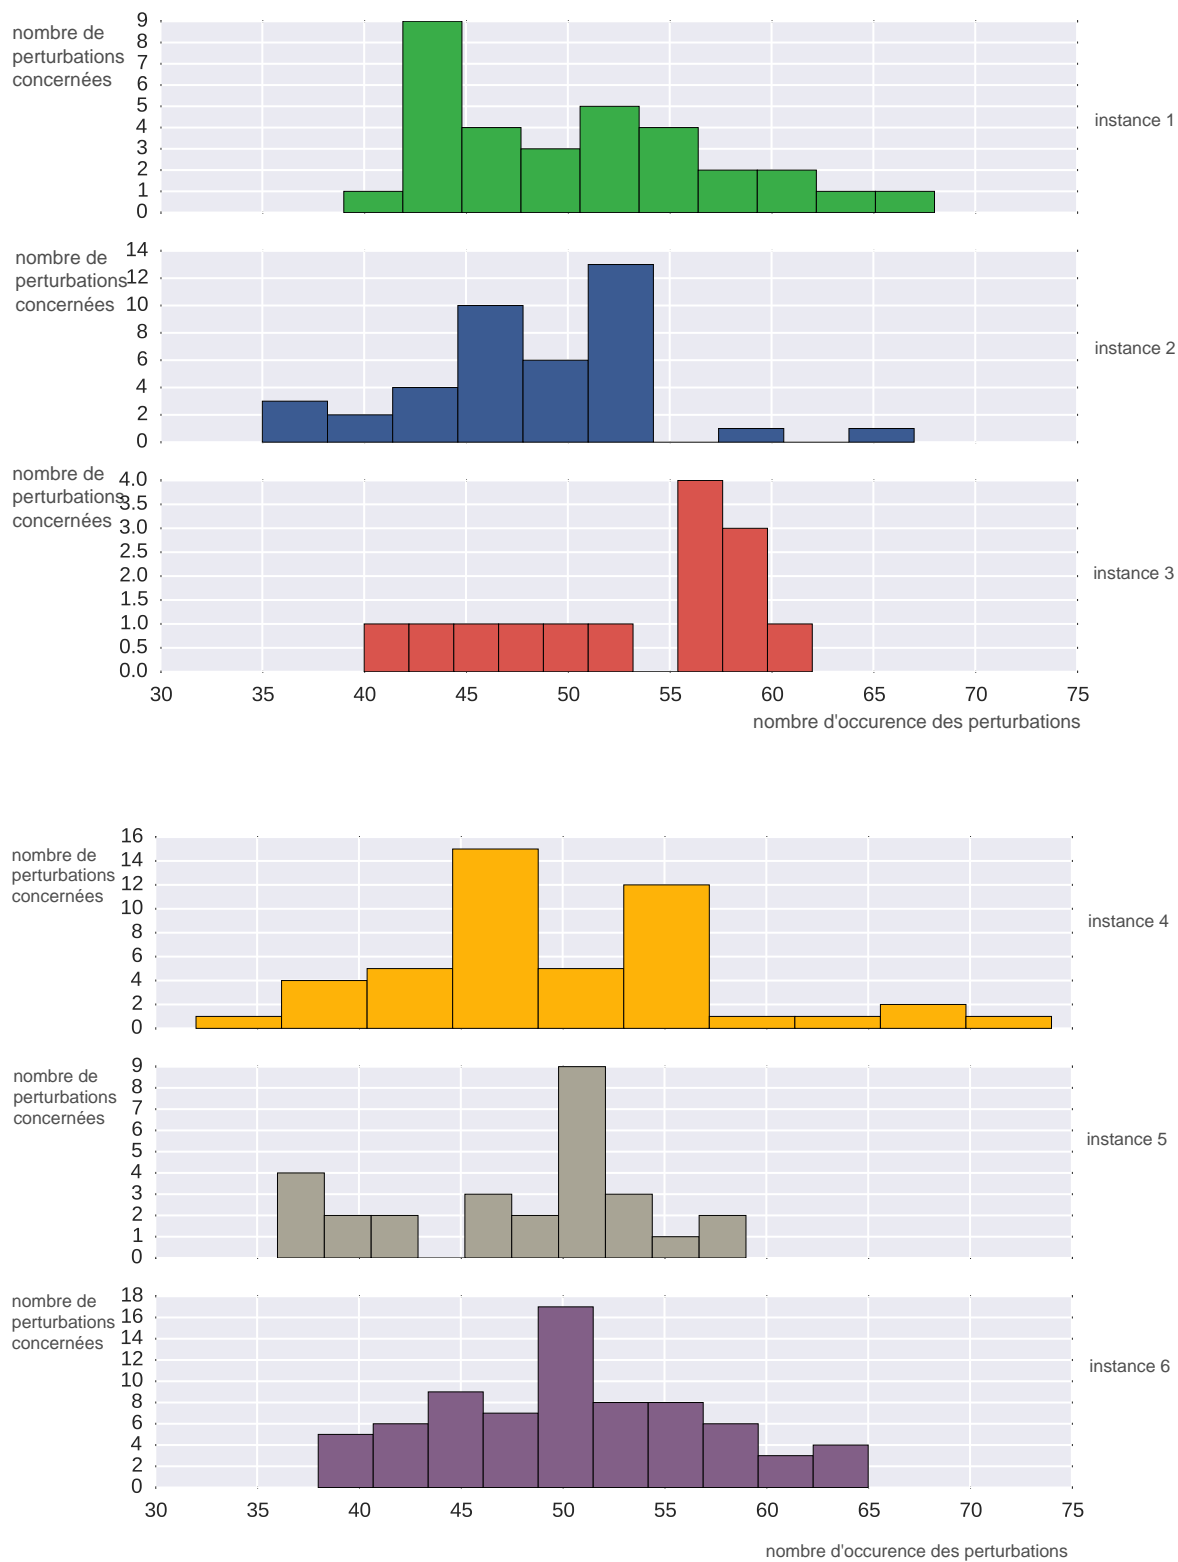 nombre de
perturbations
concernées
9
8
7
6
5
4
3
2
1
0
instance 1
nombre de
perturbations
concernées
14
12
10
8
6
4
2
0
instance 2
nombre de
perturbations
concernées
4.0
3.5
3.0
2.5
2.0
1.5
1.0
0.5
0.0
instance 3
30 35 40 45 50 55 60 65 70 75
nombre d'occurence des perturbations
nombre de
perturbations
concernées
16
14
12
10
8
6
4
2
0
instance 4
nombre de
perturbations
concernées
9
8
7
6
5
4
3
2
1
0
instance 5
nombre de
perturbations
concernées
18
16
14
12
10
8
6
4
2
0
instance 6
30 35 40 45 50 55 60 65 70 75
nombre d'occurence des perturbations